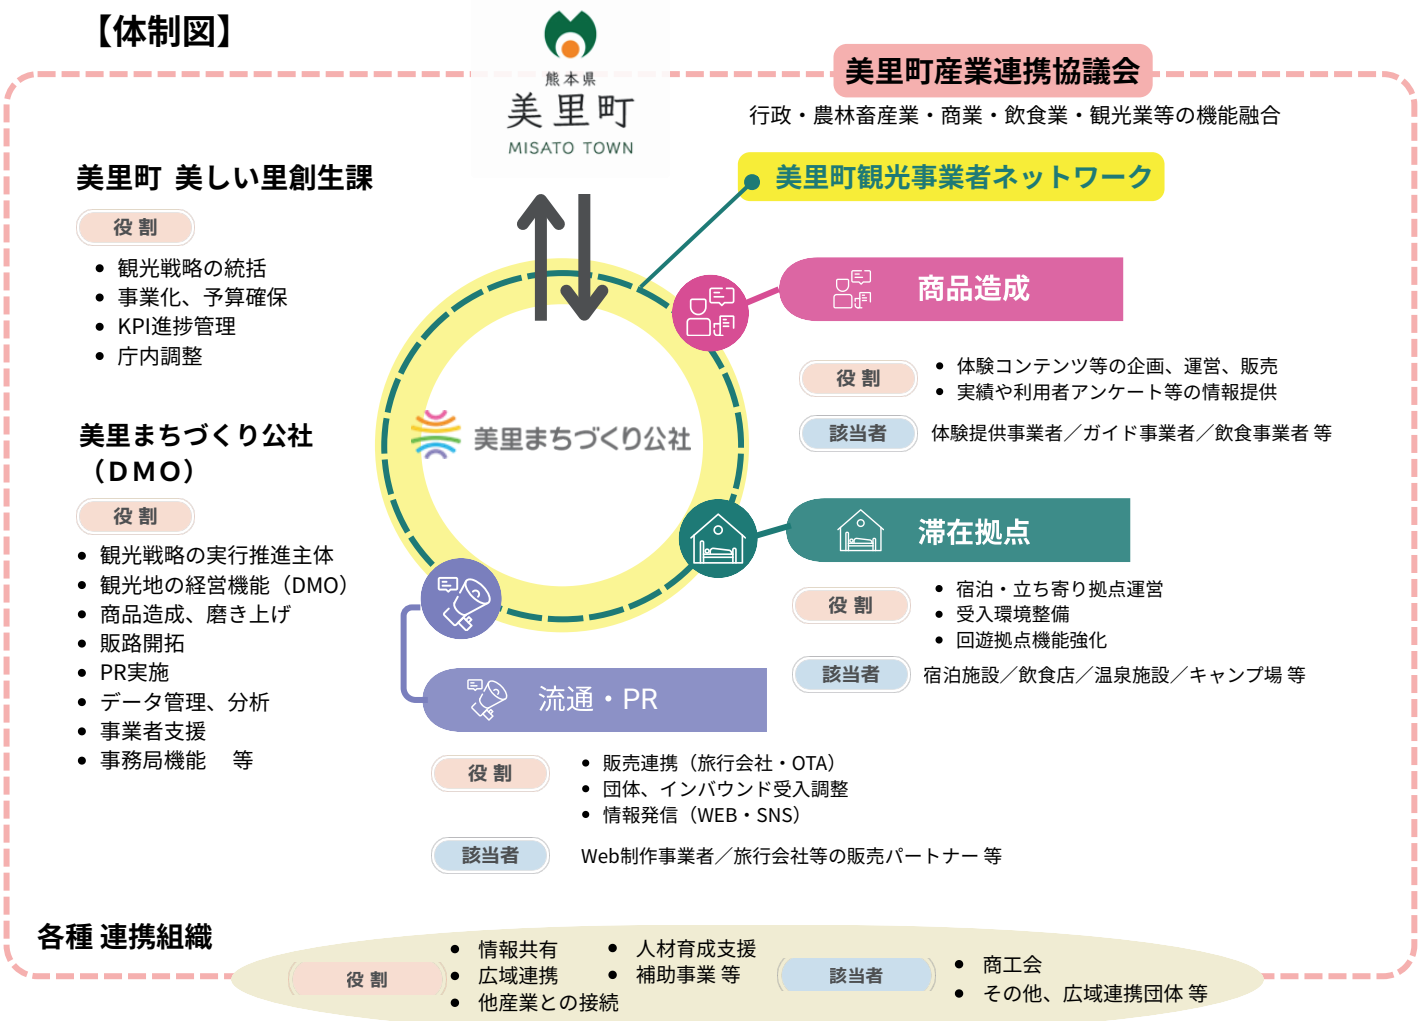 【体制図】
熊本県
美里町
MISATO TOWN
美里町産業連携協議会
行政・農林畜産業・商業・飲食業・観光業等の機能融合
美里町観光事業者ネットワーク
美里町 美しい里創生課
役 割
• 観光戦略の統括
• 事業化、予算確保
• KPI進捗管理
• 庁内調整
美里まちづくり公社
（DMO）
役 割
• 観光戦略の実行推進主体
• 観光地の経営機能（DMO）
• 商品造成、磨き上げ
• 販路開拓
• PR実施
• データ管理、分析
• 事業者支援
• 事務局機能　等
美里まちづくり公社
商品造成
役 割
• 体験コンテンツ等の企画、運営、販売
• 実績や利用者アンケート等の情報提供
該当者
体験提供事業者／ガイド事業者／飲食事業者 等
滞在拠点
役 割
• 宿泊・立ち寄り拠点運営
• 受入環境整備
• 回遊拠点機能強化
該当者
宿泊施設／飲食店／温泉施設／キャンプ場 等
流通・PR
役 割
• 販売連携（旅行会社・OTA）
• 団体、インバウンド受入調整
• 情報発信（WEB・SNS）
該当者
Web制作事業者／旅行会社等の販売パートナー 等
各種 連携組織
役 割
• 情報共有
• 広域連携
• 他産業との接続
• 人材育成支援
• 補助事業 等
該当者
• 商工会
• その他、広域連携団体 等